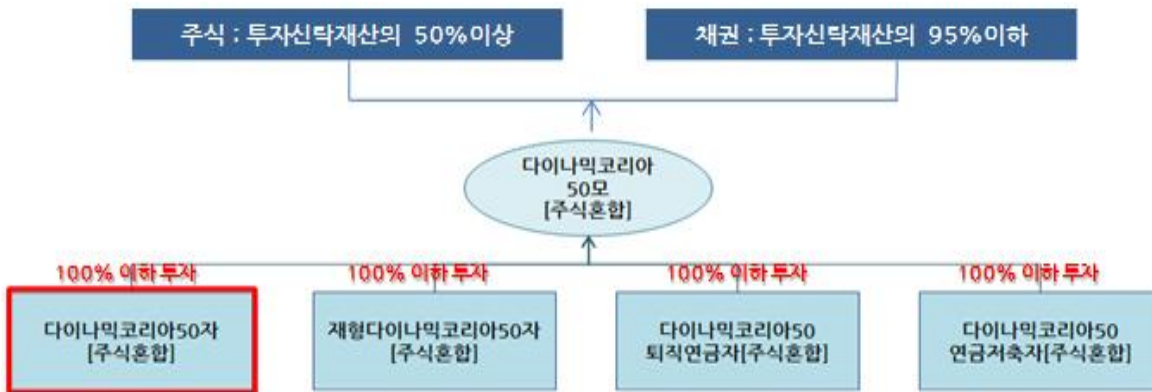 주식 : 투자신탁재산의 50%이상
채권 : 투자신탁재산의 95%이하
다이나믹코리아
50모
[주식혼합]
100% 이하 투자
100% 이하 투자
100% 이하 투자
100% 이하 투자
다이나믹코리아50자
[주식혼합]
재형다이나믹코리아50자
[주식혼합]
다이나믹코리아50
퇴직연금자[주식혼합]
다이나믹코리아50
연금저축자[주식혼합]